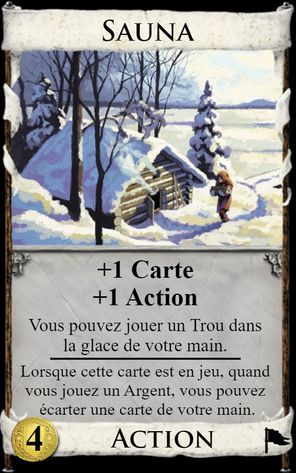 SAUNA
+1 Carte
+1 Action
Vous pouvez jouer un Trou dans
la glace de votre main.
Lorsque cette carte est en jeu, quand
vous jouez un Argent, vous pouvez
écarter une carte de votre main.
4
ACTION